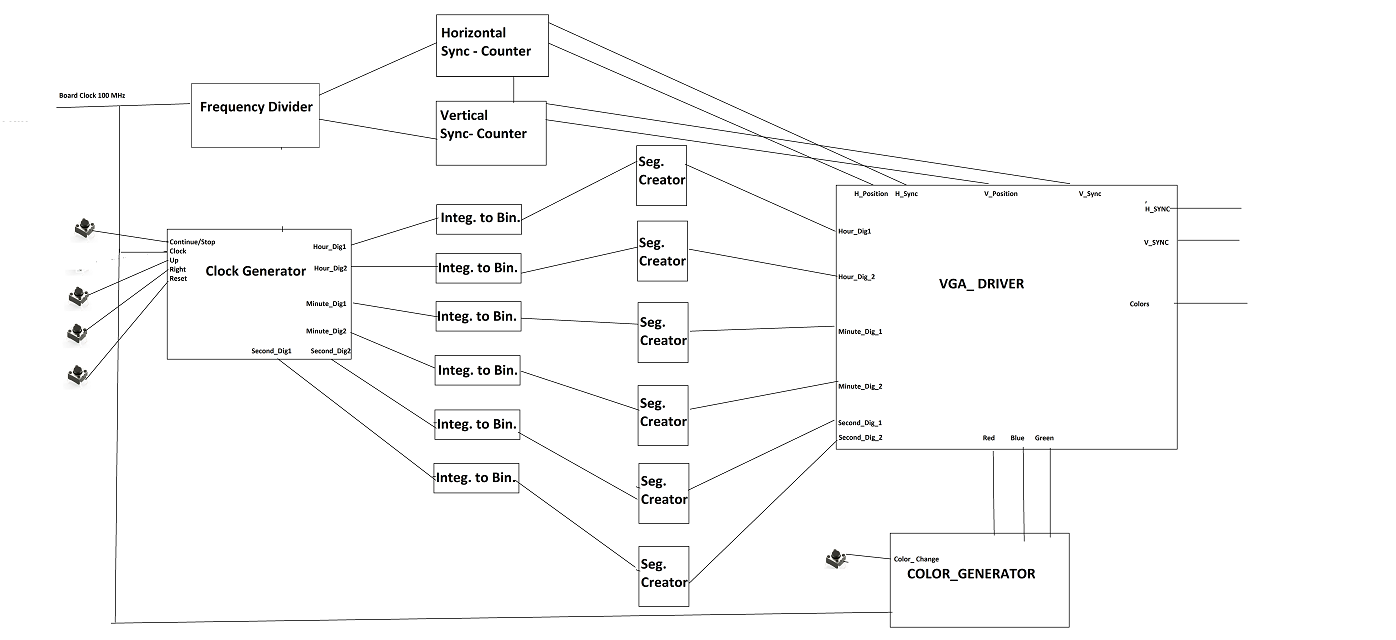 Horizontal
Sync - Counter
Board Clock 100 MHz
Frequency Divider
Vertical
Sync- Counter
Seg.
Creator
H_Position
H_Sync
V_Position
V_Sync
H_SYNC
V_SYNC
Colors
Integ. to Bin.
Continue/Stop
Clock
Up
Right
Reset
Clock Generator
Hour_Dig1
Hour_Dig2
Minute_Dig1
Minute_Dig2
Second_Dig1
Second_Dig2
Integ. to Bin.
Integ. to Bin.
Integ. to Bin.
Integ. to Bin.
Integ. to Bin.
Seg.
Creator
Seg.
Creator
Seg.
Creator
Seg.
Creator
Seg.
Creator
Hour_Dig1
Hour_Dig_2
VGA_ DRIVER
Minute_Dig_1
Minute_Dig_2
Second_Dig_1
Second_Dig_2
Red
Blue
Green
Color_ Change
COLOR_GENERATOR